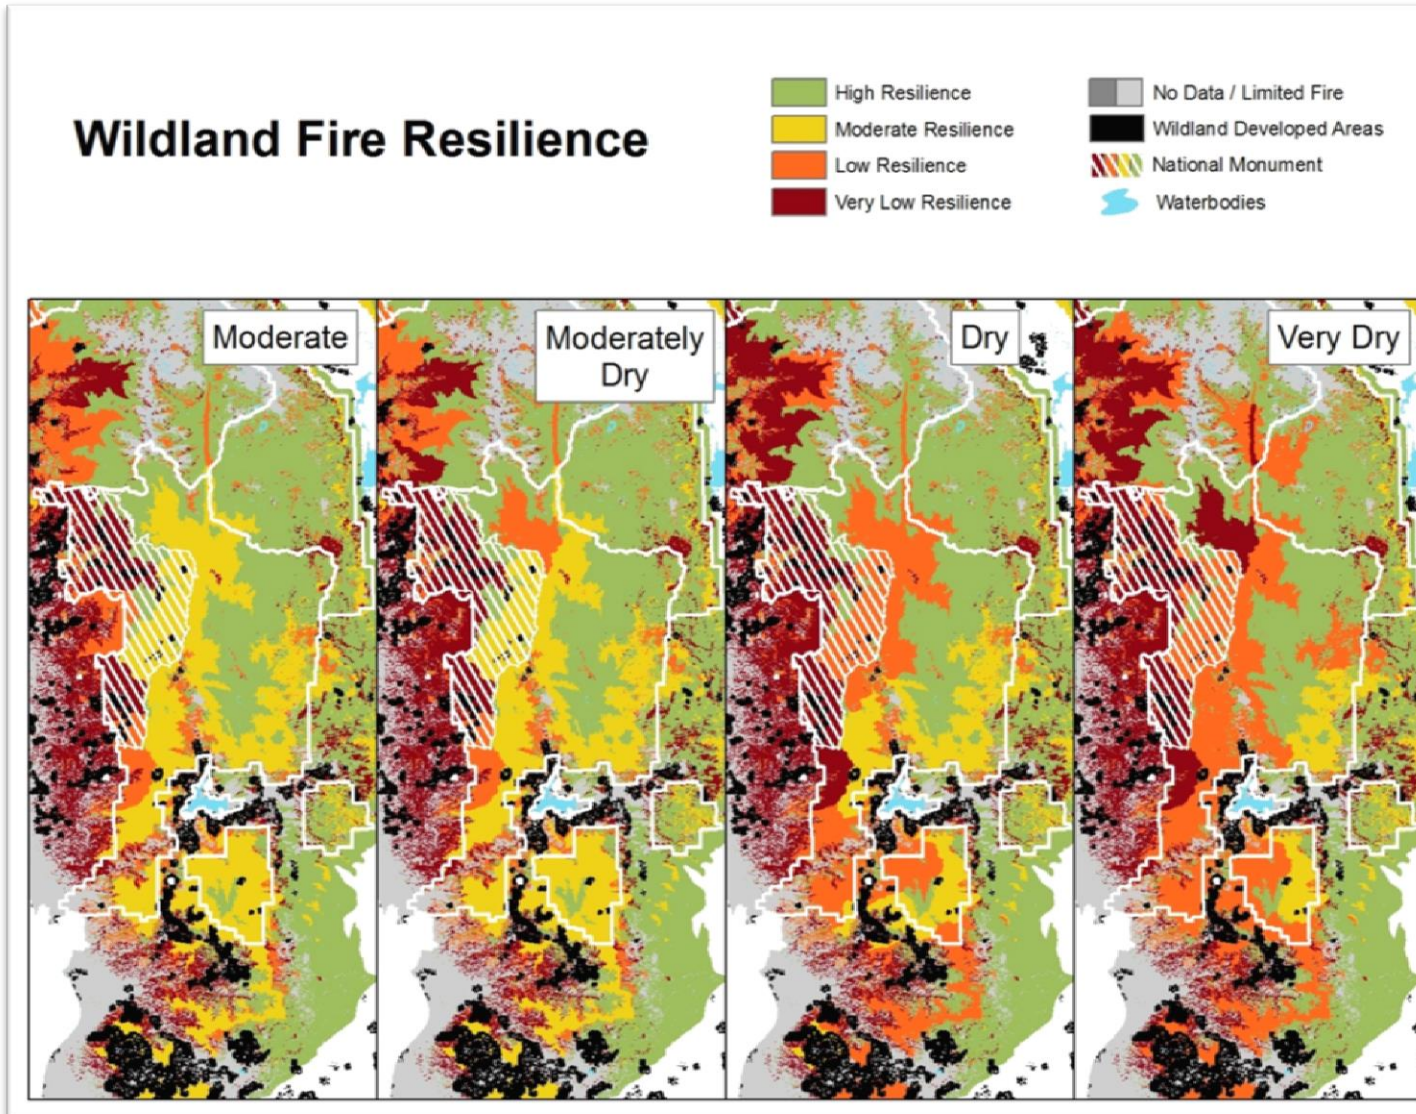 Wildland Fire Resilience
High Resilience
Moderate Resilience
Low Resilience
Very Low Resilience
No Data / Limited Fire
Wildland Developed Areas
National Monument
Waterbodies
Moderate
Moderately
Dry
Dry
Very Dry